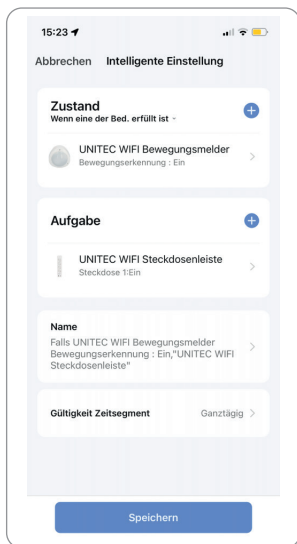 15:23
Abbrechen Intelligente Einstellung
Zustand
Wenn eine der Bed. erfüllt ist
UNITEC WIFI Bewegungsmelder
Bewegungserkennung : Ein
Aufgabe
UNITEC WIFI Steckdosenleiste
Steckdose 1:Ein
Name
Falls UNITEC WIFI Bewegungsmelder
Bewegungserkennung : Ein,"UNITEC WIFI
Steckdosenleiste"
Gültigkeit Zeitsegment Ganztägig
Speichern